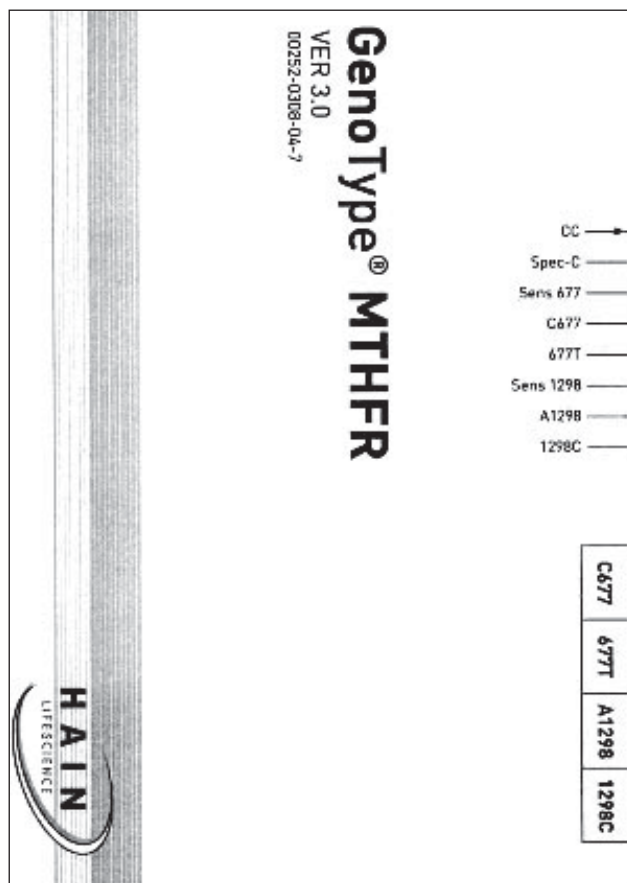 GenoType® MTHFR
VER 3.0
00252-0308-04-7
CC
Spec-C
Sens 677
C677
677T
Sens 1298
A1298
1298C
C677 677T A1298 1298C
HAIN
LIFESCIENCE